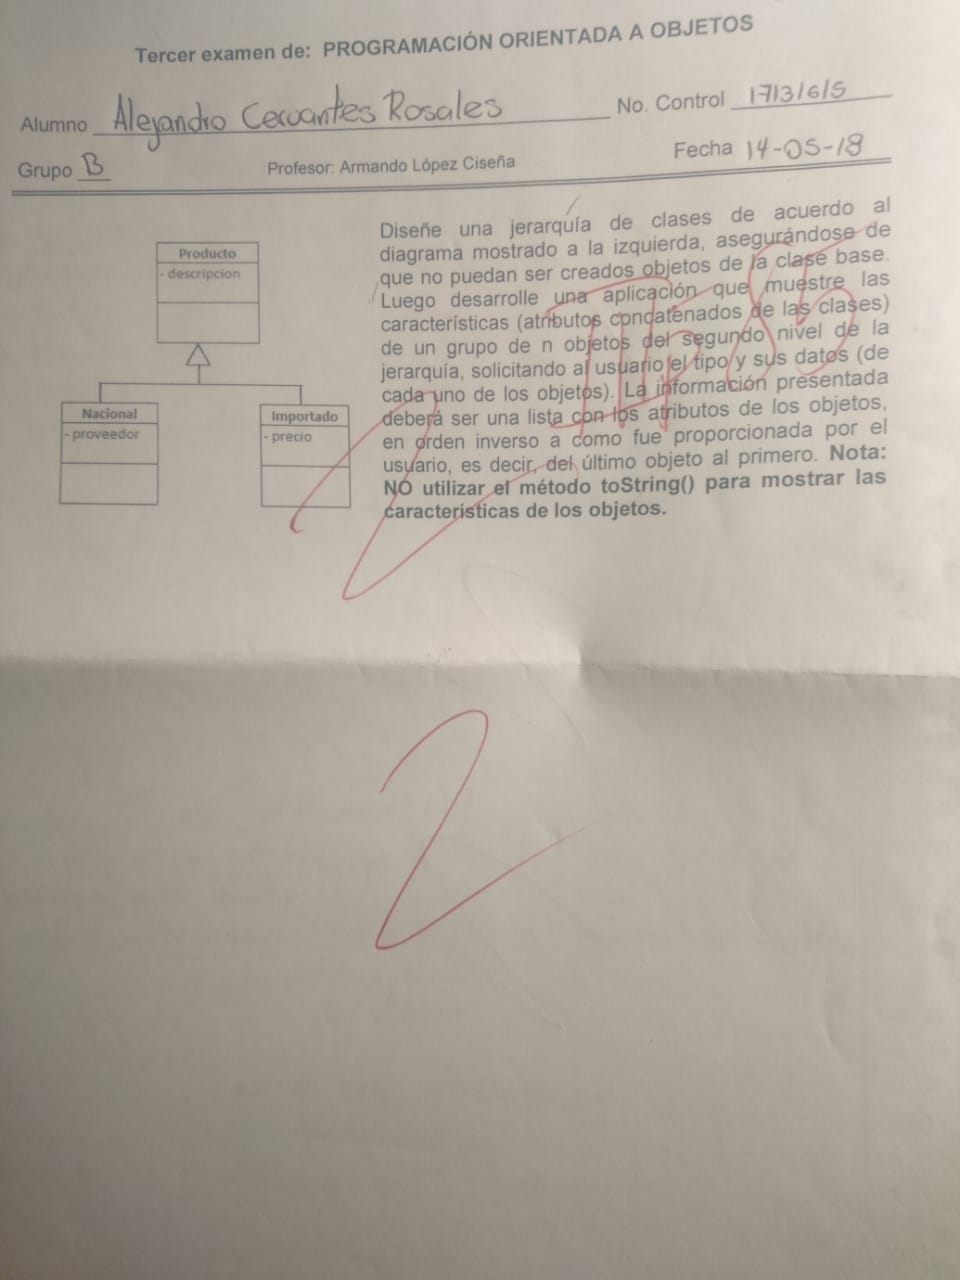 Tercer examen de: PROGRAMACIÓN ORIENTADA A OBJETOS
Alumno Alejandro Cervantes Rosales No. Control 17131615
Grupo B Profesor: Armando López Ciseña Fecha 14-05-18
Producto
- descripcion
Nacional
- proveedor
Importado
- precio
Diseñe una jerarquía de clases de acuerdo al
diagrama mostrado a la izquierda, asegurándose de
que no puedan ser creados objetos de la clase base.
Luego desarrolle una aplicación que muestre las
características (atributos concatenados de las clases)
de un grupo de n objetos del segundo nivel de la
jerarquía, solicitando al usuario el tipo y sus datos (de
cada uno de los objetos). La información presentada
deberá ser una lista con los atributos de los objetos,
en orden inverso a como fue proporcionada por el
usuario, es decir, del último objeto al primero. Nota:
NO utilizar el método toString() para mostrar las
características de los objetos.
2